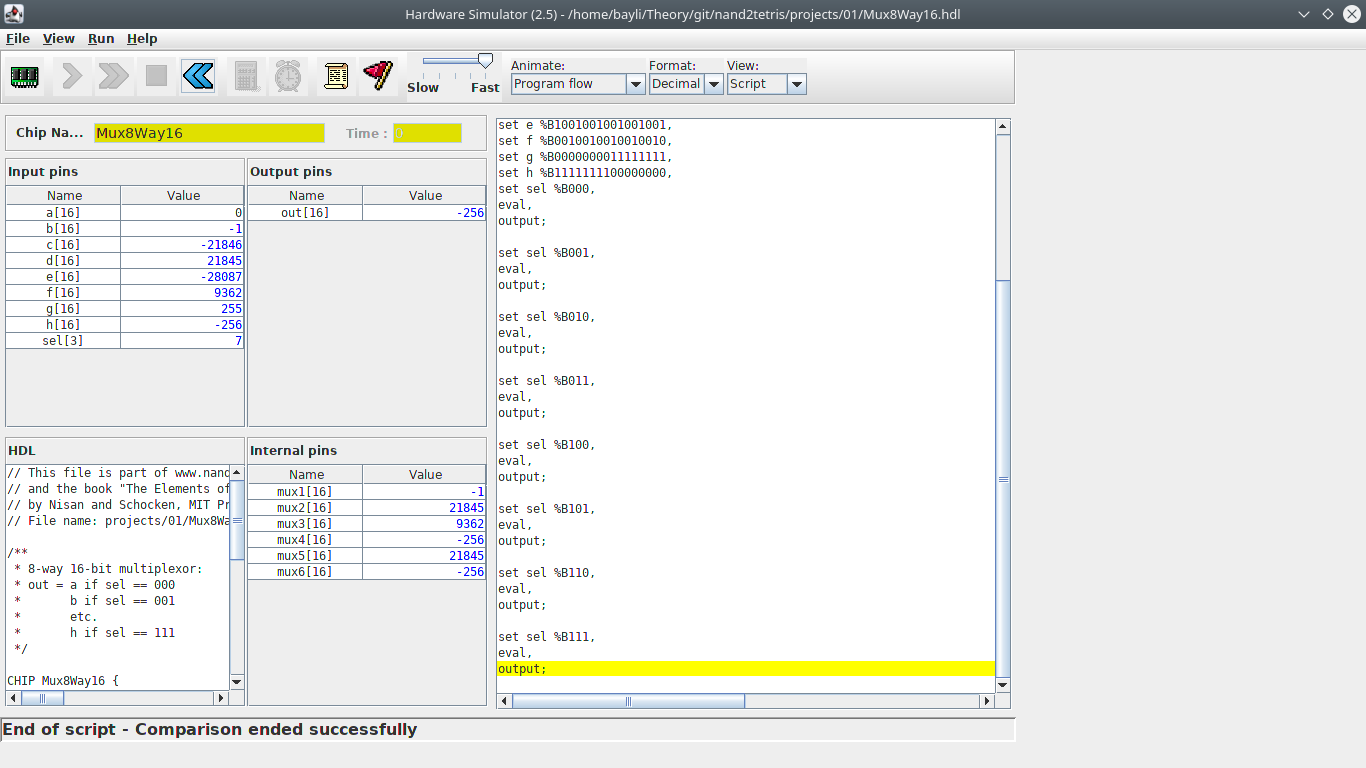 Hardware Simulator (2.5) - /home/bayli/Theory/git/nand2tetris/projects/01/Mux8Way16.hdl
File View Run Help
Slow Fast
Animate: Format: View:
Program flow Decimal Script
Chip Na... Mux8Way16 Time : 0
Input pins
Name Value
a[16] 0
b[16] -1
c[16] -21846
d[16] 21845
e[16] -28087
f[16] 9362
g[16] 255
h[16] -256
sel[3] 7
Output pins
Name Value
out[16] -256
HDL
// This file is part of www.nand
// and the book "The Elements of
// by Nisan and Schocken, MIT Pr
// File name: projects/01/Mux8Wa
/**
* 8-way 16-bit multiplexor:
* out = a if sel == 000
* b if sel == 001
* etc.
* h if sel == 111
*/
CHIP Mux8Way16 {
Internal pins
Name Value
mux1[16] -1
mux2[16] 21845
mux3[16] 9362
mux4[16] -256
mux5[16] 21845
mux6[16] -256
set e %B1001001001001001,
set f %B0010010010010010,
set g %B0000000011111111,
set h %B1111111100000000,
set sel %B000,
eval,
output;
set sel %B001,
eval,
output;
set sel %B010,
eval,
output;
set sel %B011,
eval,
output;
set sel %B100,
eval,
output;
set sel %B101,
eval,
output;
set sel %B110,
eval,
output;
set sel %B111,
eval,
output;
End of script - Comparison ended successfully